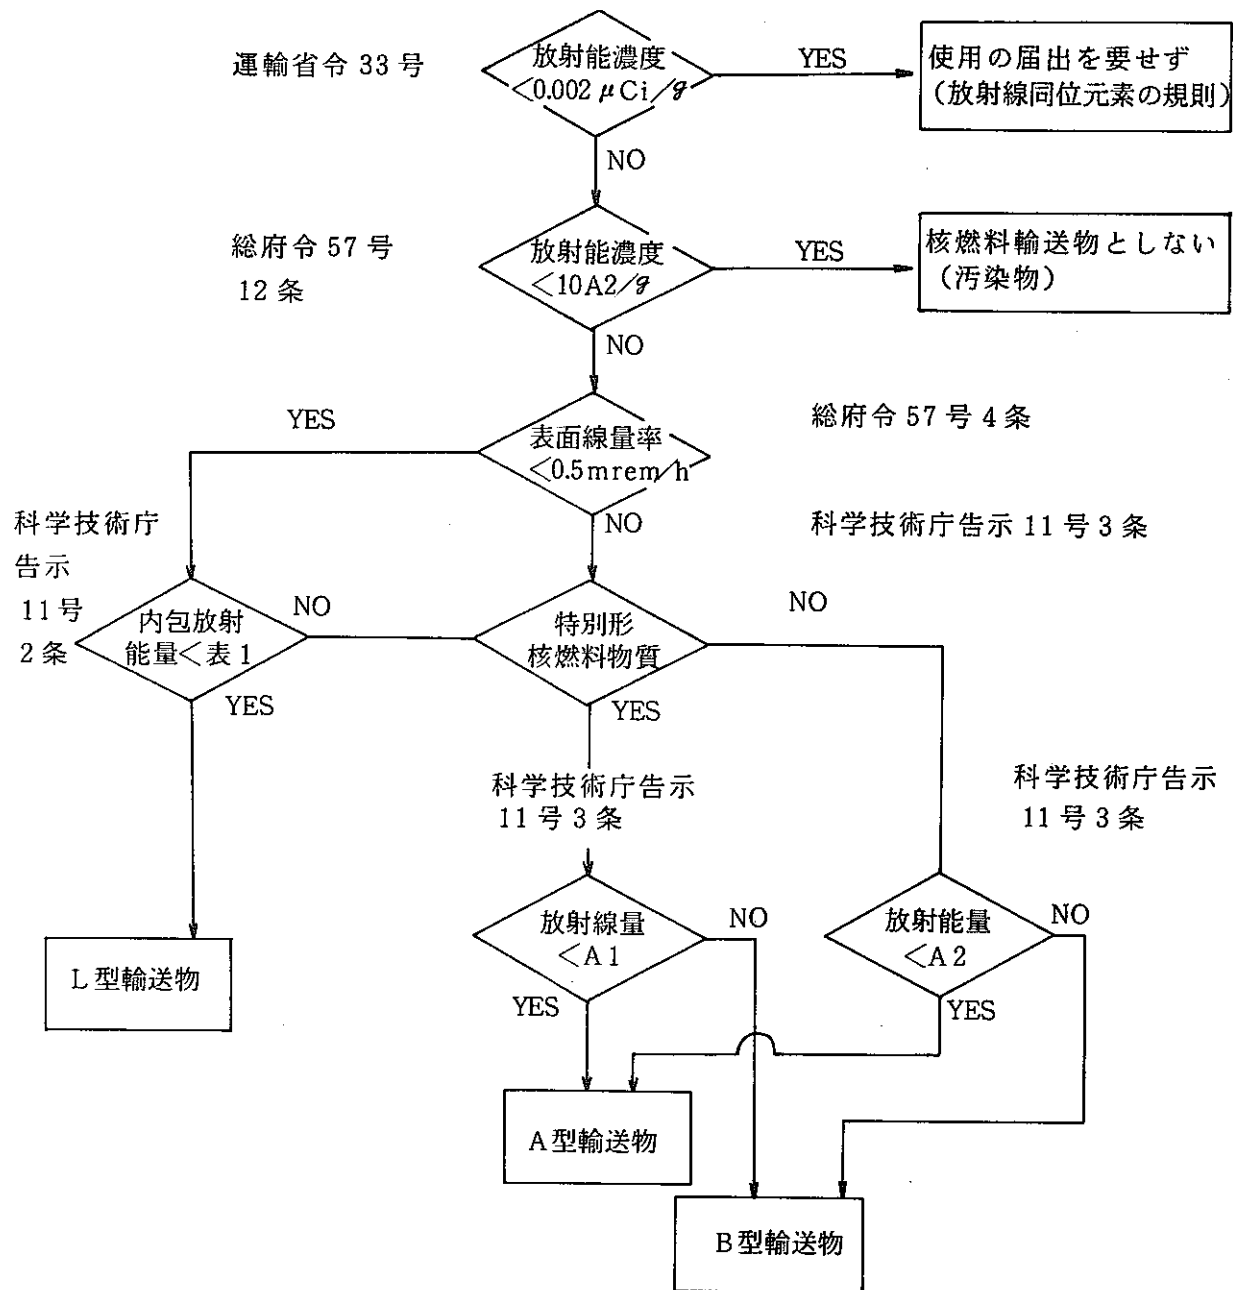 運輸省令 33 号
放射能濃度
<0.002 μCi/g
YES
使用の届出を要せず
(放射線同位元素の規則)
NO
総府令 57 号
12 条
放射能濃度
<10A2/g
YES
核燃料輸送物としない
(汚染物)
NO
YES
表面線量率
<0.5mrem/h
総府令 57 号 4 条
NO
科学技術庁告示 11 号 3 条
科学技術庁
告示
11 号
2 条
内包放射
能量<表 1
NO
YES
特別形
核燃料物質
NO
YES
科学技術庁告示
11 号 3 条
科学技術庁告示
11 号 3 条
放射線量
<A 1
NO
YES
放射能量
<A 2
NO
YES
L 型輸送物
A 型輸送物
B 型輸送物